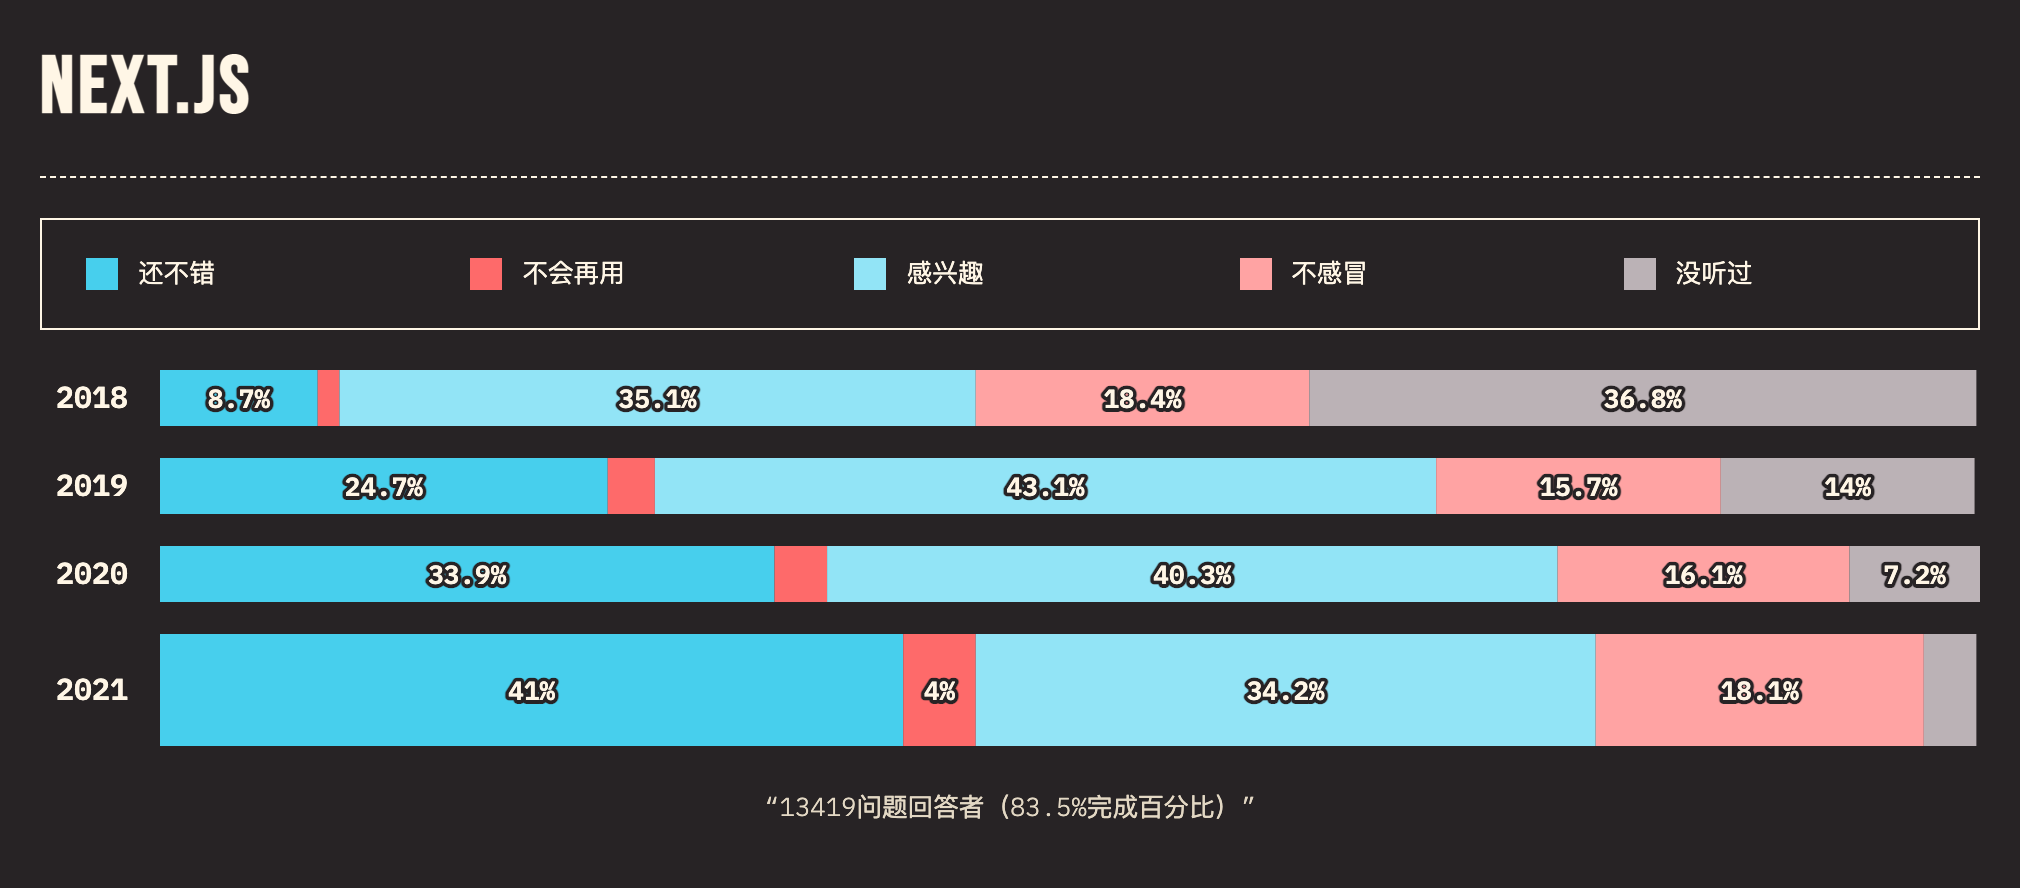 NEXT.JS
还不错 不会再用 感兴趣 不感冒 没听过
2018 8.7% 35.1% 18.4% 36.8%
2019 24.7% 43.1% 15.7% 14%
2020 33.9% 40.3% 16.1% 7.2%
2021 41% 4% 34.2% 18.1%
“13419问题回答者（83.5%完成百分比）”